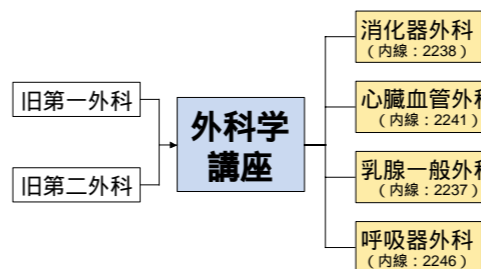 旧第一外科
旧第二外科
外科学
講座
消化器外科
（内線：2238）
心臓血管外科
（内線：2241）
乳腺一般外科
（内線：2237）
呼吸器外科
（内線：2246）